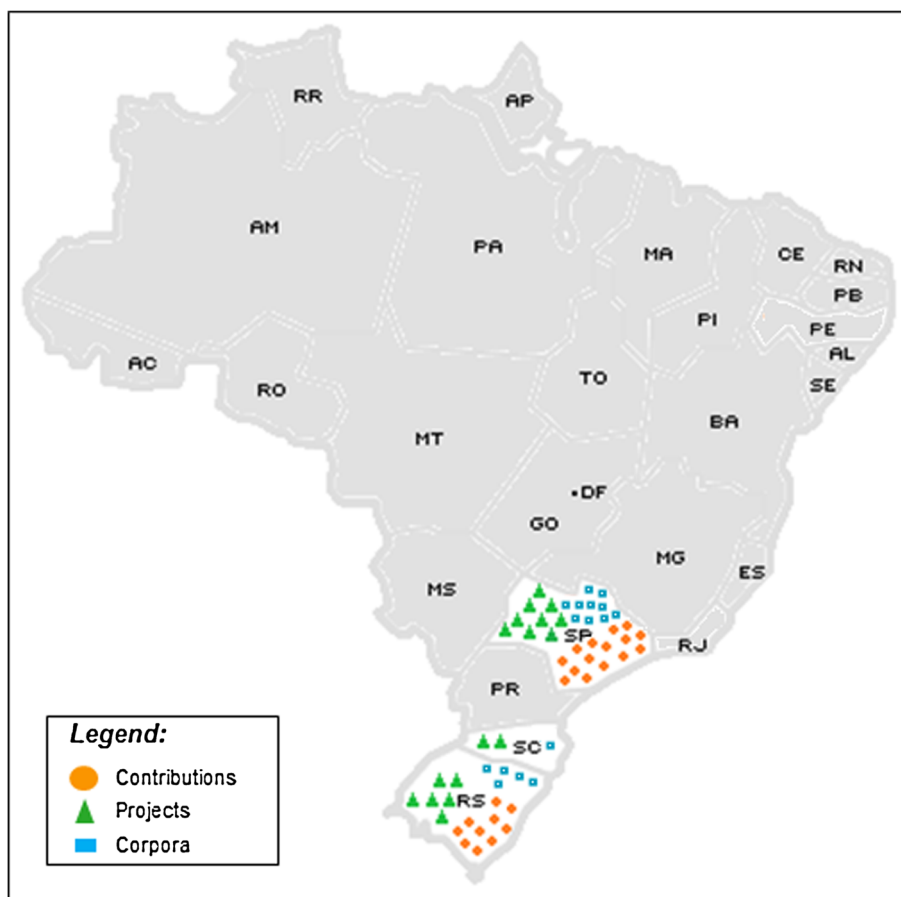 RR
AP
AM
PA
MA
CE
RN
PB
PI
PE
AC
AL
RO
TO
SE
MT
BA
DF
GO
MG
MS
ES
SP
RJ
PR
SC
RS
Legend:
Contributions
Projects
Corpora